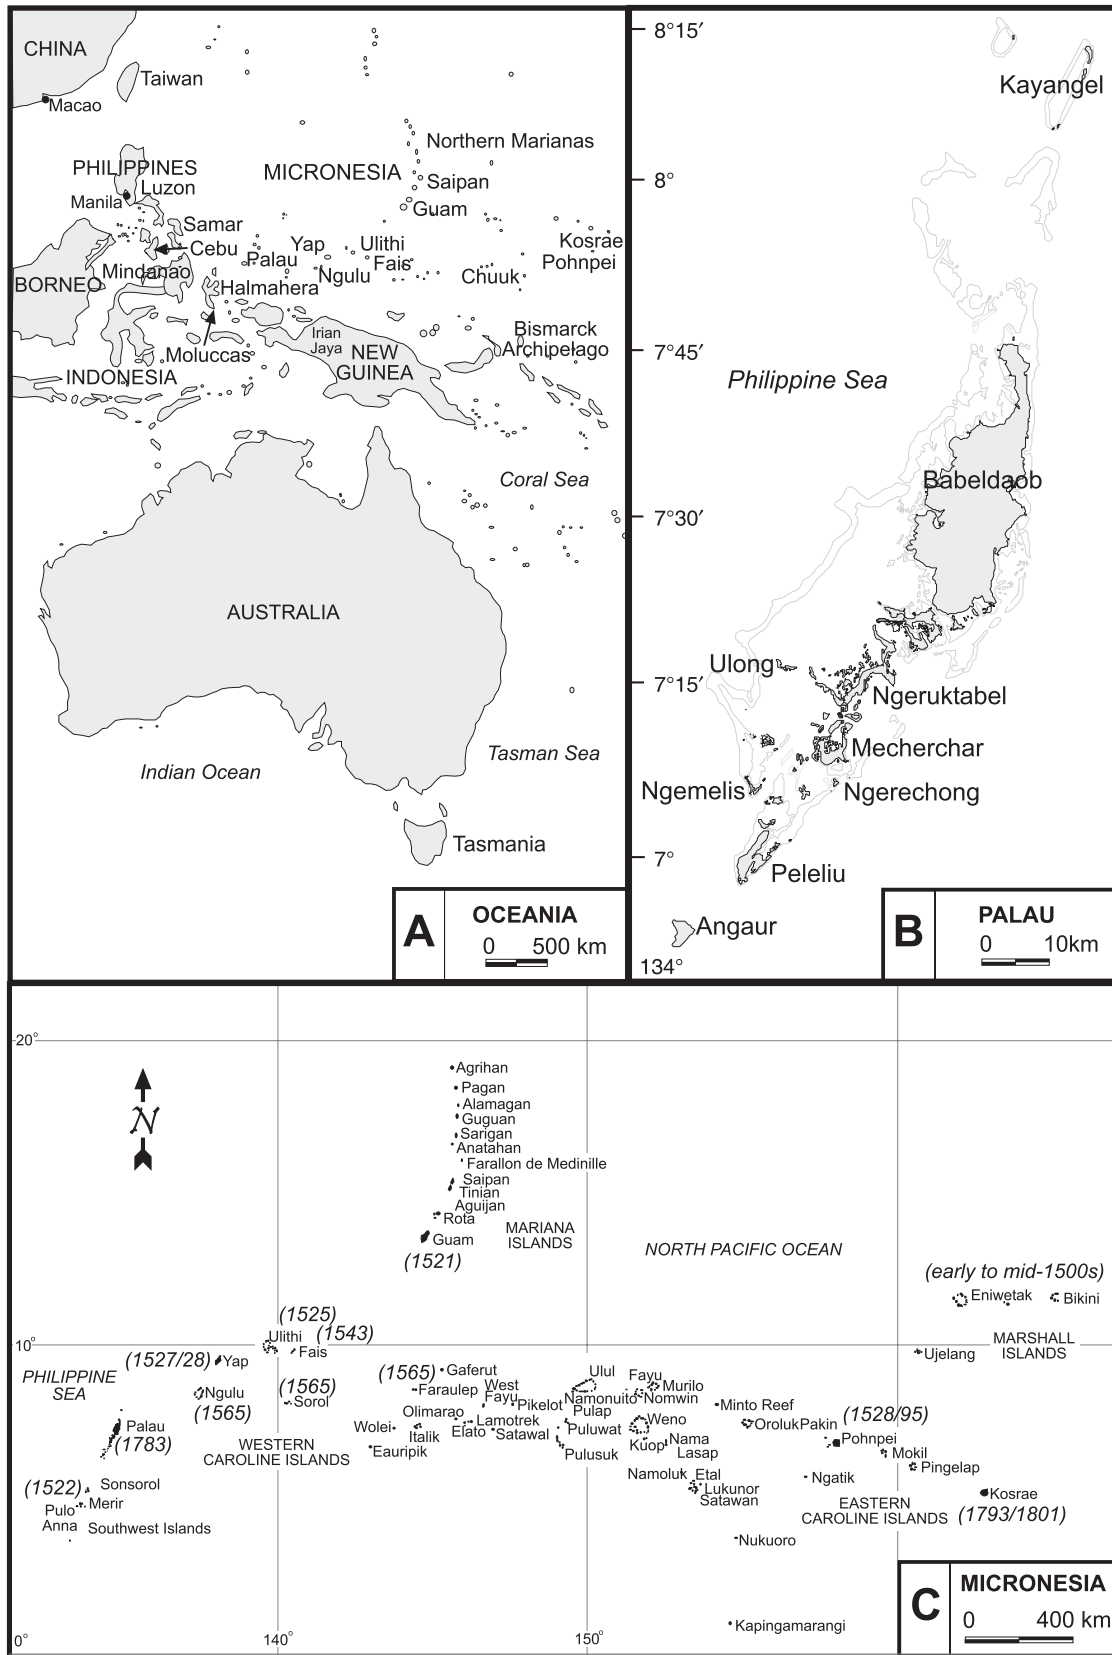 CHINA
Taiwan
Macao
Northern Marianas
PHILIPPINES
MICRONESIA
Luzon
Saipan
Manila
Guam
Samar
Cebu
Yap
Ulithi
Kosrae
Palau
Fais
Pohnpei
Mindanao
Ngulu
Chuuk
BORNEO
Halmahera
Irian
Jaya
Bismarck
Archipelago
Moluccas
NEW
GUINEA
INDONESIA
Coral Sea
AUSTRALIA
Indian Ocean
Tasman Sea
Tasmania
A
OCEANIA
0 500 km
8°15′
Kayangel
8°
7°45′
Philippine Sea
Babeldaob
7°30′
Ulong
7°15′
Ngeruktabel
Mecherchar
Ngemelis
Ngerechong
7°
Peleliu
Angaur
134°
B
PALAU
0 10km
20°
N
Agrihan
Pagan
Alamagan
Guguan
Sarigan
Anatahan
Farallon de Medinille
Saipan
Tinian
Aguijan
Rota
Guam
(1521)
MARIANA
ISLANDS
NORTH PACIFIC OCEAN
(early to mid-1500s)
Eniwetak
Bikini
MARSHALL
ISLANDS
Ujelang
10°
(1525)
Ulithi
(1543)
Fais
(1527/28)
Yap
PHILIPPINE
SEA
Ngulu
(1565)
(1565)
Sorol
Palau
(1783)
WESTERN
CAROLINE ISLANDS
(1565)
Gaferut
Faraulep
West
Fayu
Pikelot
Olimarao
Wolei
Italik
Elato
Lamotrek
Satawal
Eauripik
Ulul
Namonuito
Pulap
Puluwat
Pulusuk
Fayu
Murilo
Nomwin
Weno
Kuop
Nama
Lasap
Namoluk
Etal
Lukunor
Satawan
Minto Reef
Oroluk
Pakin
(1528/95)
Pohnpei
Mokil
Pingelap
Ngatik
Kosrae
(1793/1801)
EASTERN
CAROLINE ISLANDS
Nukuoro
Kapingamarangi
(1522)
Sonsorol
Merir
Pulo
Anna
Southwest Islands
0°
140°
150°
C
MICRONESIA
0 400 km